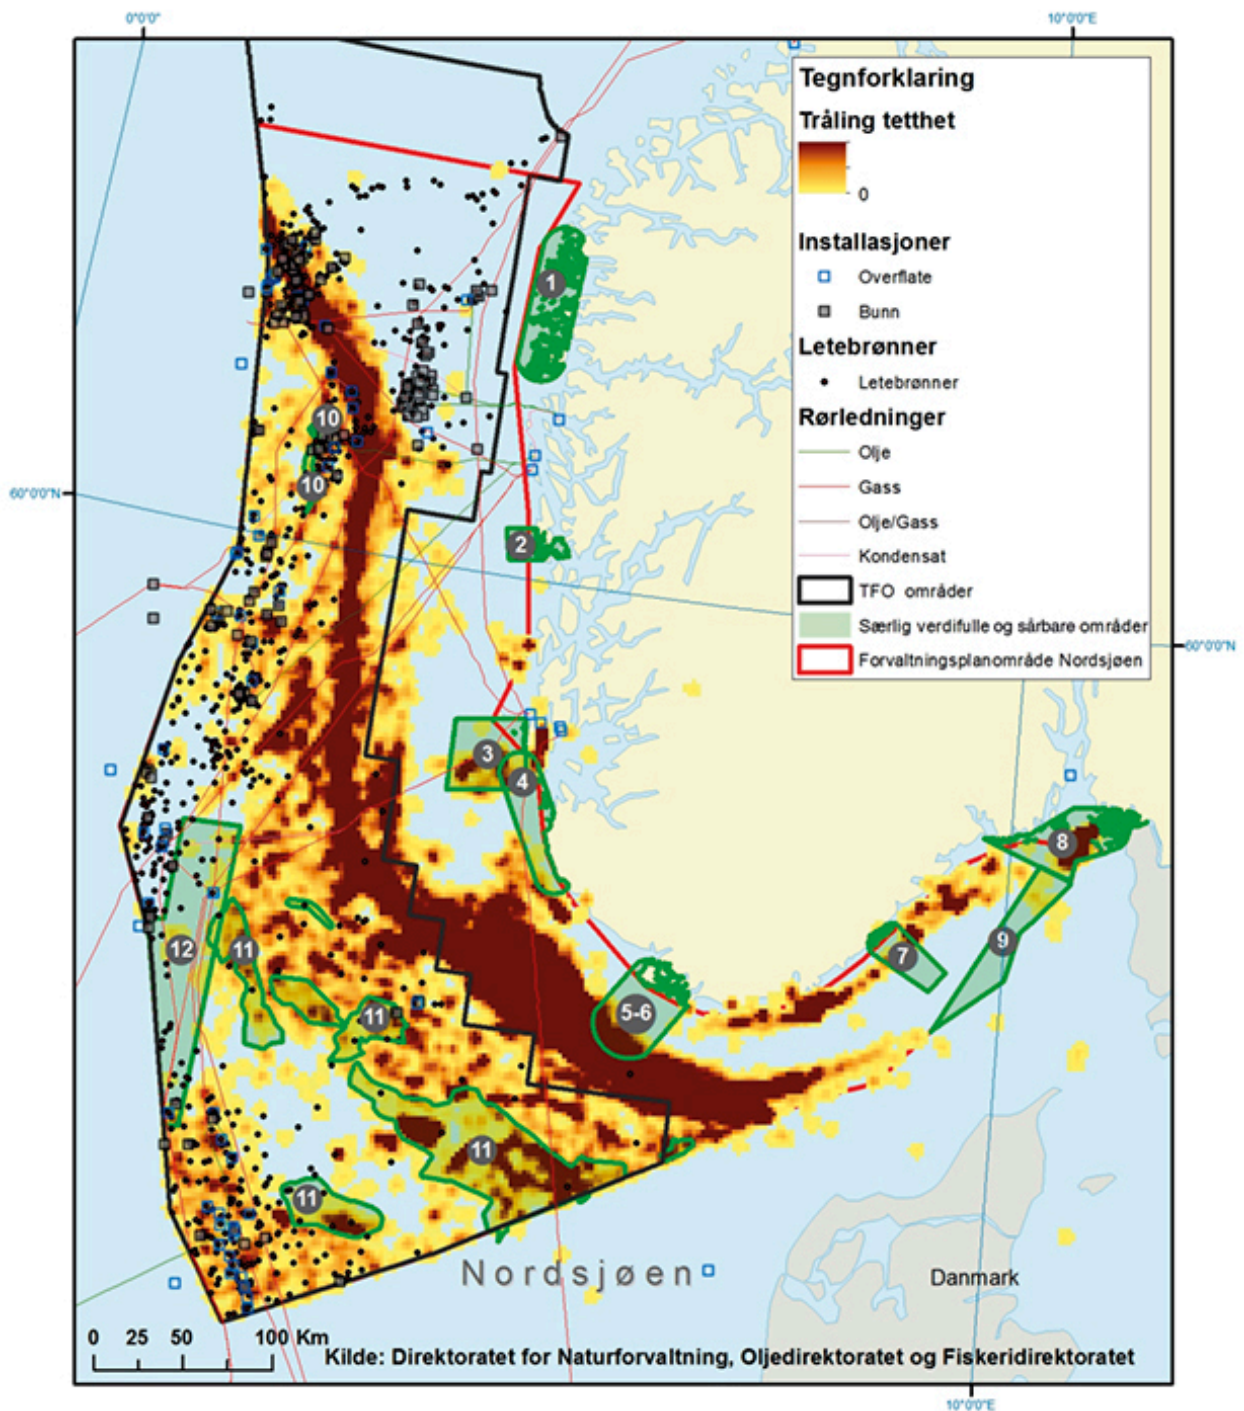 0°0'0"
10°0'0"E
Tegnforklaring
Tråling tetthet
0
Installasjoner
Overflate
Bunn
Letebrønner
Letebrønner
Rørledninger
Olje
Gass
Olje/Gass
Kondensat
TFO områder
Særlig verdifulle og sårbare områder
Forvaltningsplanområde Nordsjøen
1
10
10
60°0'0"N
2
60°0'0"N
3
4
8
12
11
7
9
11
5-6
11
11
Nordsjøen
Danmark
0 25 50 100 Km
Kilde: Direktoratet for Naturforvaltning, Oljedirektoratet og Fiskeridirektoratet
10°0'0"E